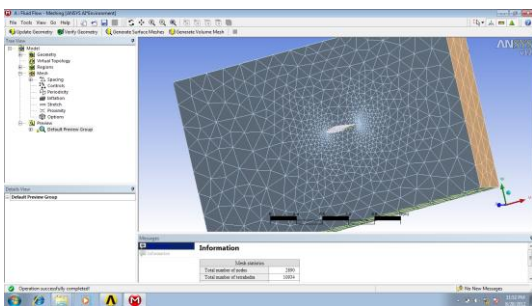 A : Fluid Flow - Meshing [ANSYS AP Environment]
File Tools View Go Help
Update Geometry Verify Geometry Generate Surface Meshes Generate Volume Mesh
Tree View
Model
Geometry
Virtual Topology
Regions
Mesh
Spacing
Controls
Periodicity
Inflation
Stretch
Proximity
Options
Preview
Default Preview Group
Details View
Default Preview Group
Messages
Information
Mesh statistics
Total number of nodes
Total number of tetrahedra
Operation successfully completed!
No New Messages